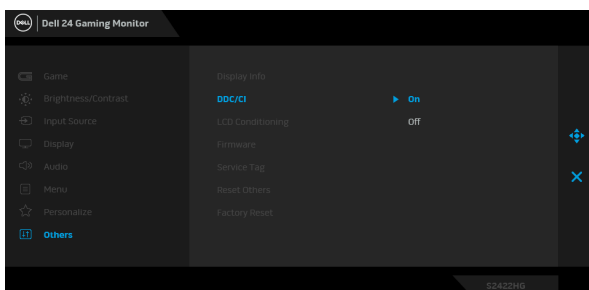 DELL
Dell 24 Gaming Monitor
Game
Brightness/Contrast
Input Source
Display
Audio
Menu
Personalize
Others
Display Info
DDC/CI
On
LCD Conditioning
Off
Firmware
Service Tag
Reset Others
Factory Reset
S2422HG